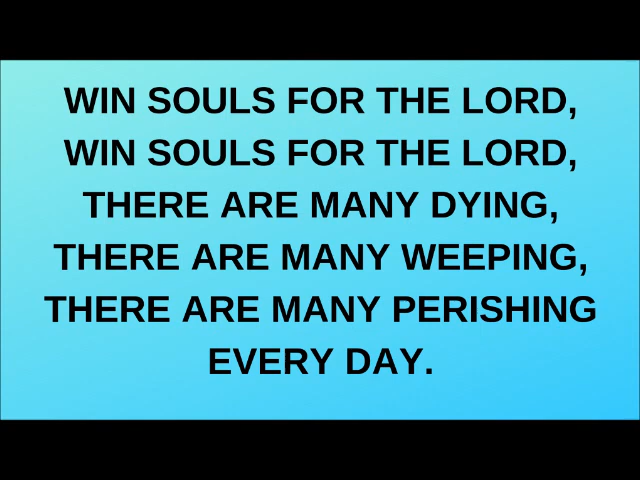 WIN SOULS FOR THE LORD,
WIN SOULS FOR THE LORD,
THERE ARE MANY DYING,
THERE ARE MANY WEEPING,
THERE ARE MANY PERISHING
EVERY DAY.